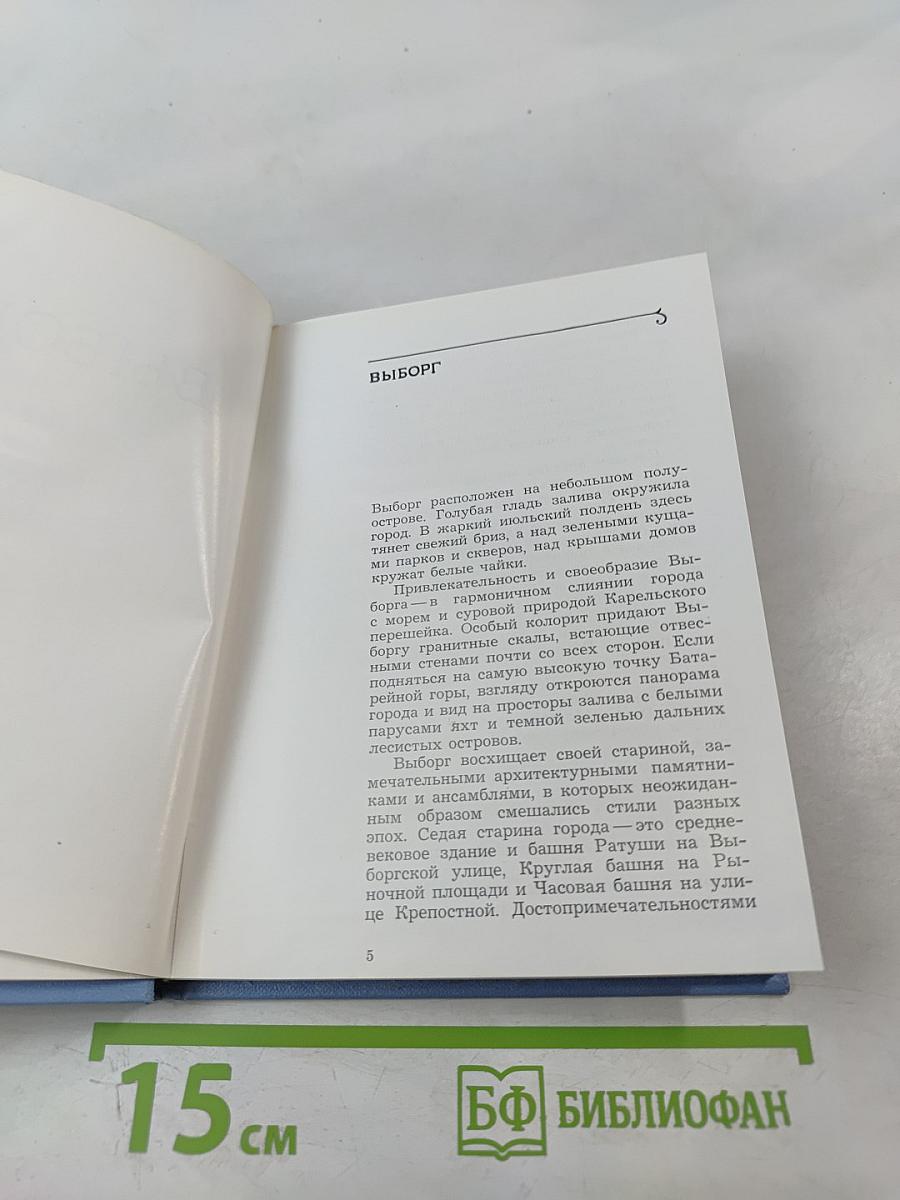 ВЫБОРГ
Выборг расположен на небольшом полу-
острове. Голубая гладь залива окружила
город. В жаркий июльский полдень здесь
тянет свежий бриз, а над зелеными куща-
ми парков и скверов, над крышами домов
кружат белые чайки.
Привлекательность и своеобразие Вы-
борга — в гармоничном слиянии города
с морем и суровой природой Карельского
перешейка. Особый колорит придают Вы-
боргу гранитные скалы, встающие отвес-
ными стенами почти со всех сторон. Если
подняться на самую высокую точку Бата-
рейной горы, взгляду откроются панорама
города и вид на просторы залива с белыми
парусами яхт и темной зеленью дальних
лесистых островов.
Выборг восхищает своей стариной, за-
мечательными архитектурными памятни-
ками и ансамблями, в которых неожидан-
ным образом смешались стили разных
эпох. Седая старина города — это средне-
вековое здание и башня Ратуши на Вы-
боргской улице, Круглая башня на Ры-
ночной площади и Часовая башня на ули-
це Крепостной. Достопримечательностями
5
15 см
БФ БИБЛИОФАН